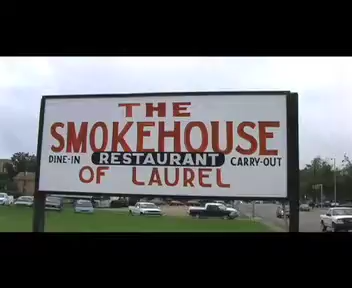 THE
SMOKEHOUSE
DINE-IN RESTAURANT CARRY-OUT
OF LAUREL